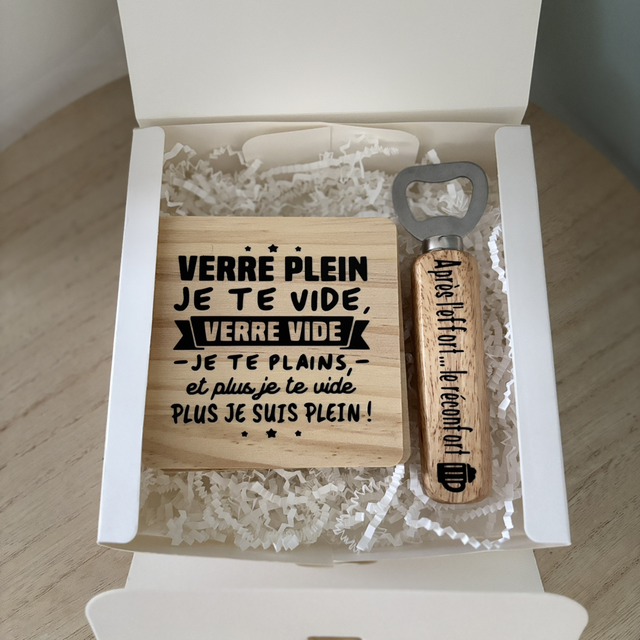 VERRE PLEIN
JE TE VIDE,
VERRE VIDE
-JE TE PLAINS,-
et plus je te vide
PLUS JE SUIS PLEIN !
Après l'effort...le réconfort